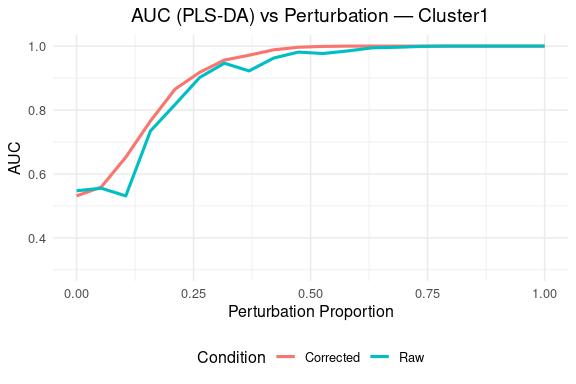 AUC (PLS-DA) vs Perturbation — Cluster1
1.0
0.8
0.6
0.4
AUC
0.00 0.25 0.50 0.75 1.00
Perturbation Proportion
Condition Corrected Raw